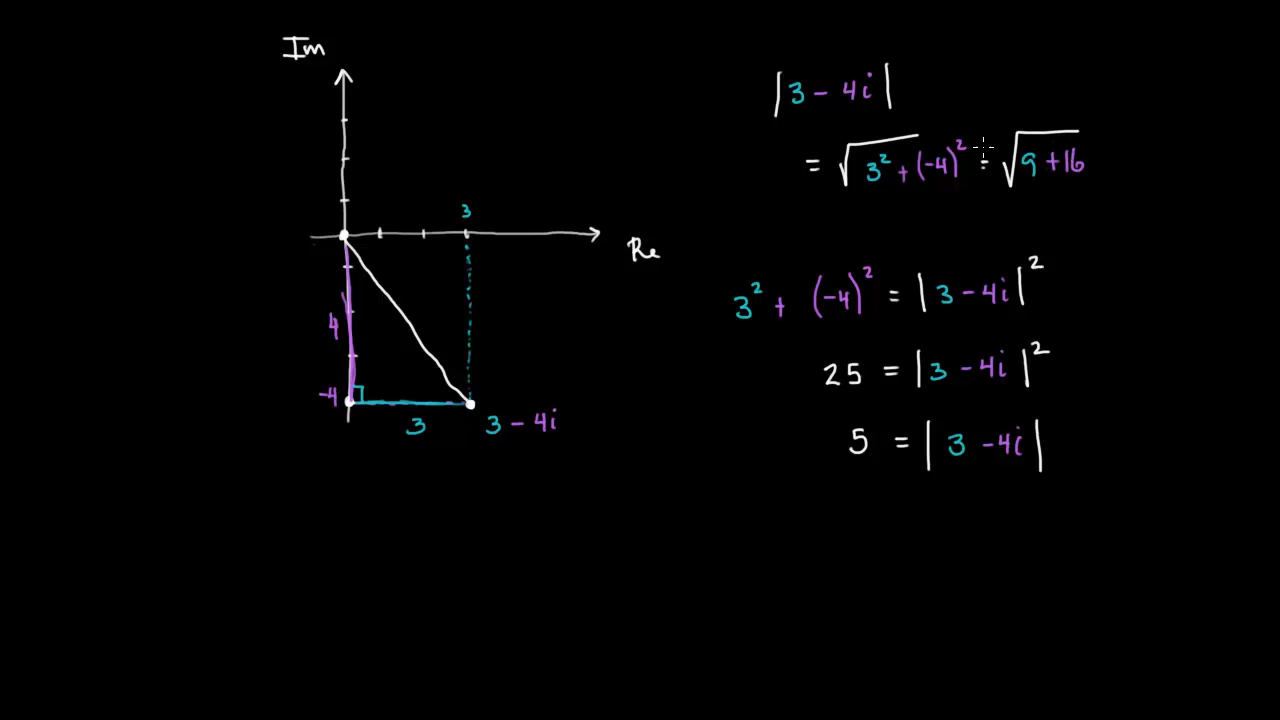 Im
3
Re
4
-4
3
3 - 4i
|3 - 4i|
= √3² + (-4)² = √9 + 16
3² + (-4)² = |3 - 4i|²
25 = |3 - 4i|²
5 = |3 - 4i|